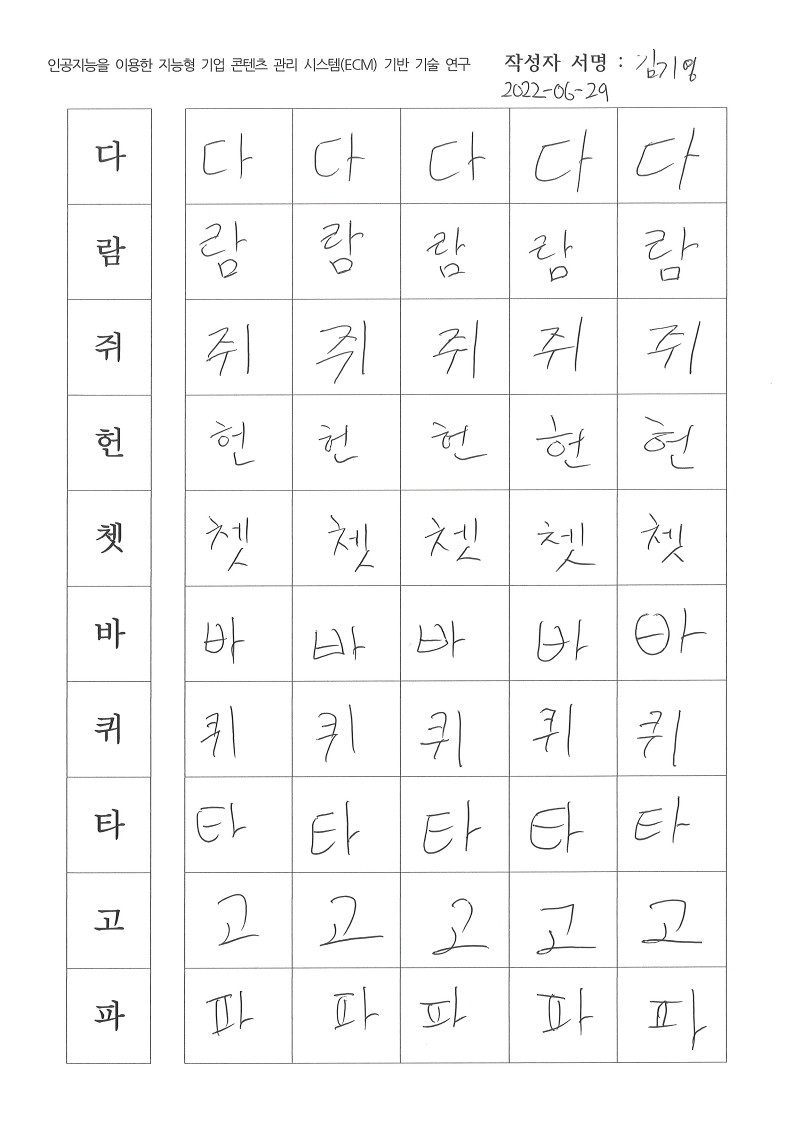 인공지능을 이용한 지능형 기업 콘텐츠 관리 시스템(ECM) 기반 기술 연구 작성자 서명 : 김기영
2022-06-29
다 다 다 다 다 다
람 람 람 람 람 람
쥐 쥐 쥐 쥐 쥐 쥐
헌 헌 헌 헌 헌 헌
쳇 쳇 쳇 쳇 쳇 쳇
바 바 바 바 바 바
퀴 퀴 퀴 퀴 퀴 퀴
타 타 타 타 타 타
고 고 고 고 고 고
파 파 파 파 파 파